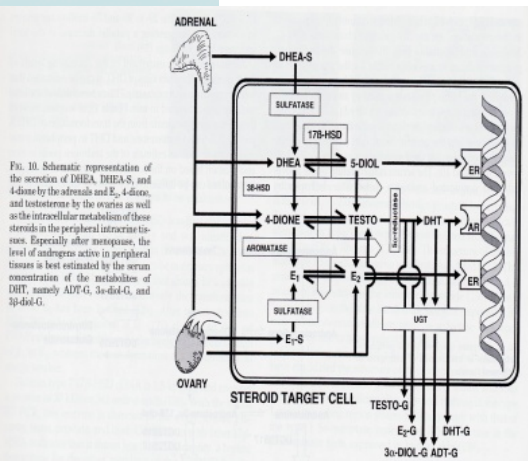 ADRENAL
DHEA-S
SULFATASE
17B-HSD
DHEA
5-DIOL
ER
3B-HSD
4-DIONE
TESTO
5α-reductase
DHT
AR
AROMATASE
E₁
E₂
ER
SULFATASE
UGT
E₁-S
OVARY
STEROID TARGET CELL
TESTO-G
E₂-G
DHT-G
3α-DIOL-G ADT-G
FIG. 10. Schematic representation of
the secretion of DHEA, DHEA-S, and
4-dione by the adrenals and E₂, 4-dione,
and testosterone by the ovaries as well
as the intracellular metabolism of these
steroids in the peripheral intracrine tis-
sues. Especially after menopause, the
level of androgens active in peripheral
tissues is best estimated by the serum
concentration of the metabolites of
DHT, namely ADT-G, 3α-diol-G, and
3β-diol-G.